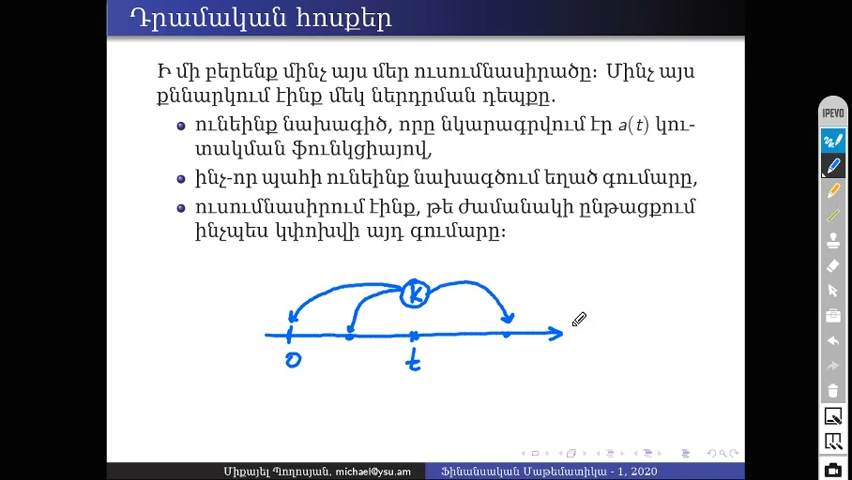 Դրամական հոսքեր
Ի մի բերենք մինչ այս մեր ուսումնասիրածը։ Մինչ այս
քննարկում էինք մեկ ներդրման դեպքը.
ունեինք նախագիծ, որը նկարագրվում էր a(t) կու-
տակման ֆունկցիայով,
ինչ-որ պահի ունեինք նախագծում եղած գումարը,
ուսումնասիրում էինք, թե ժամանակի ընթացքում
ինչպես կփոխվի այդ գումարը։
K
0 t
Միքայել Պողոսյան, michael@ysu.am Ֆինանսական Մաթեմատիկա - 1, 2020
IPEVO